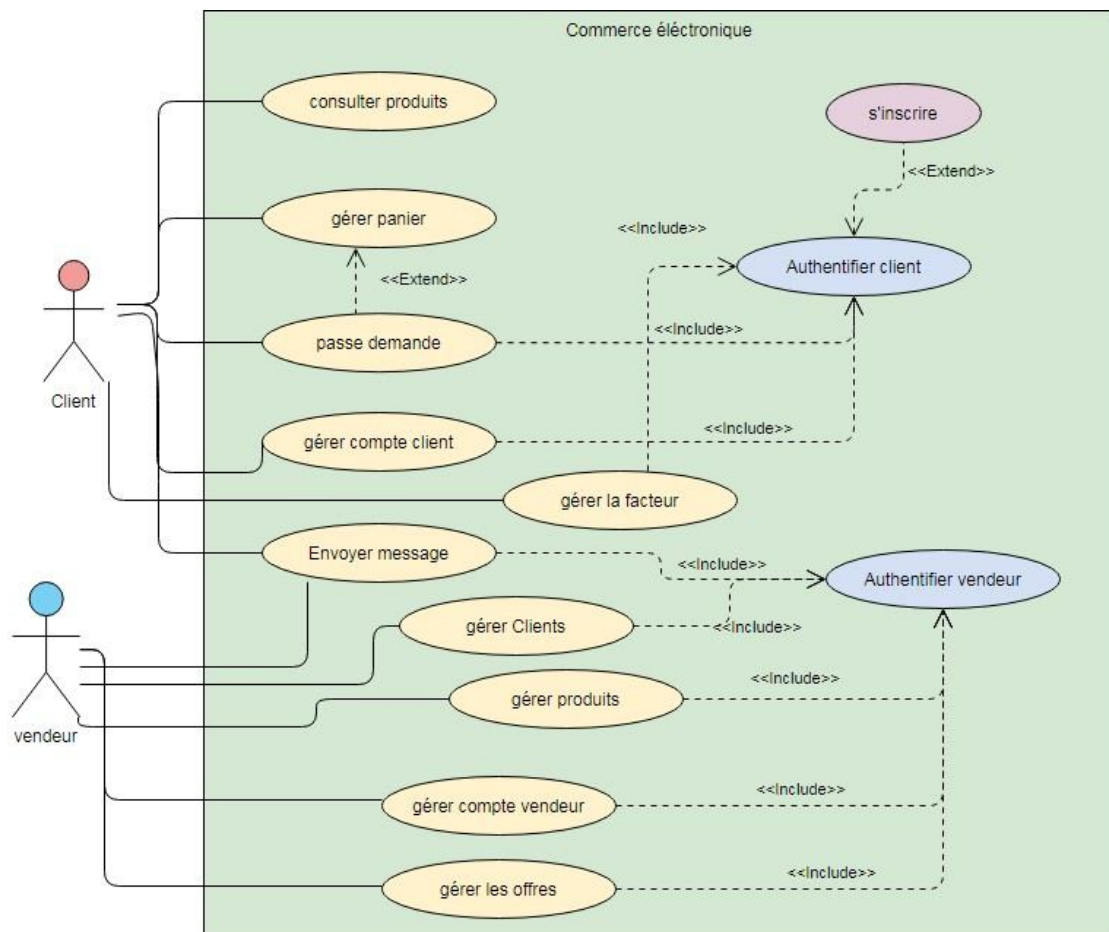 Commerce éléctronique
consulter produits
s'inscrire
<<Extend>>
gérer panier
<<Include>>
Authentifier client
<<Extend>>
passe demande
<<Include>>
Client
gérer compte client
<<Include>>
gérer la facteur
Envoyer message
<<Include>>
Authentifier vendeur
gérer Clients
<<Include>>
gérer produits
<<Include>>
vendeur
gérer compte vendeur
<<Include>>
gérer les offres
<<Include>>